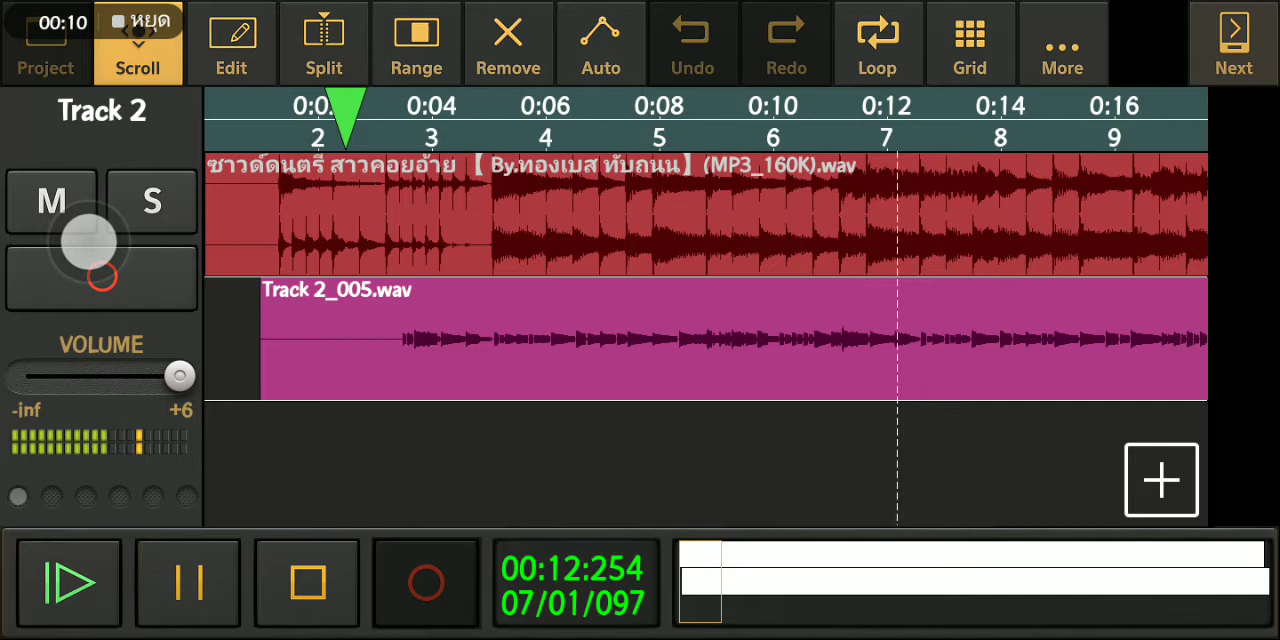 00:10 หยุด
Project
Scroll
Edit
Split
Range
Remove
Auto
Undo
Redo
Loop
Grid
More
Next
Track 2
0:04 0:06 0:08 0:10 0:12 0:14 0:16
2 3 4 5 6 7 8 9
ซาวด์ดนตรี สาวคอยอ้าย 【 By.ทองเบส ทับถนน】(MP3_160K).wav
M S
Track 2_005.wav
VOLUME
-inf +6
00:12:254
07/01/097